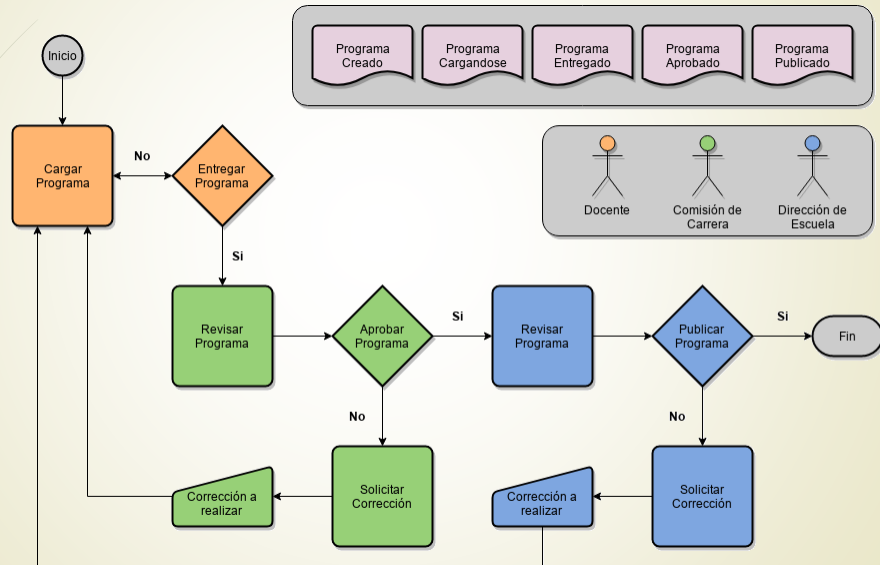 Inicio
Programa
Creado
Programa
Cargandose
Programa
Entregado
Programa
Aprobado
Programa
Publicado
Cargar
Programa
No
Entregar
Programa
Docente
Comisión de
Carrera
Dirección de
Escuela
Si
Revisar
Programa
Aprobar
Programa
Si
Revisar
Programa
Publicar
Programa
Si
Fin
No
No
Corrección a
realizar
Solicitar
Corrección
Corrección a
realizar
Solicitar
Corrección